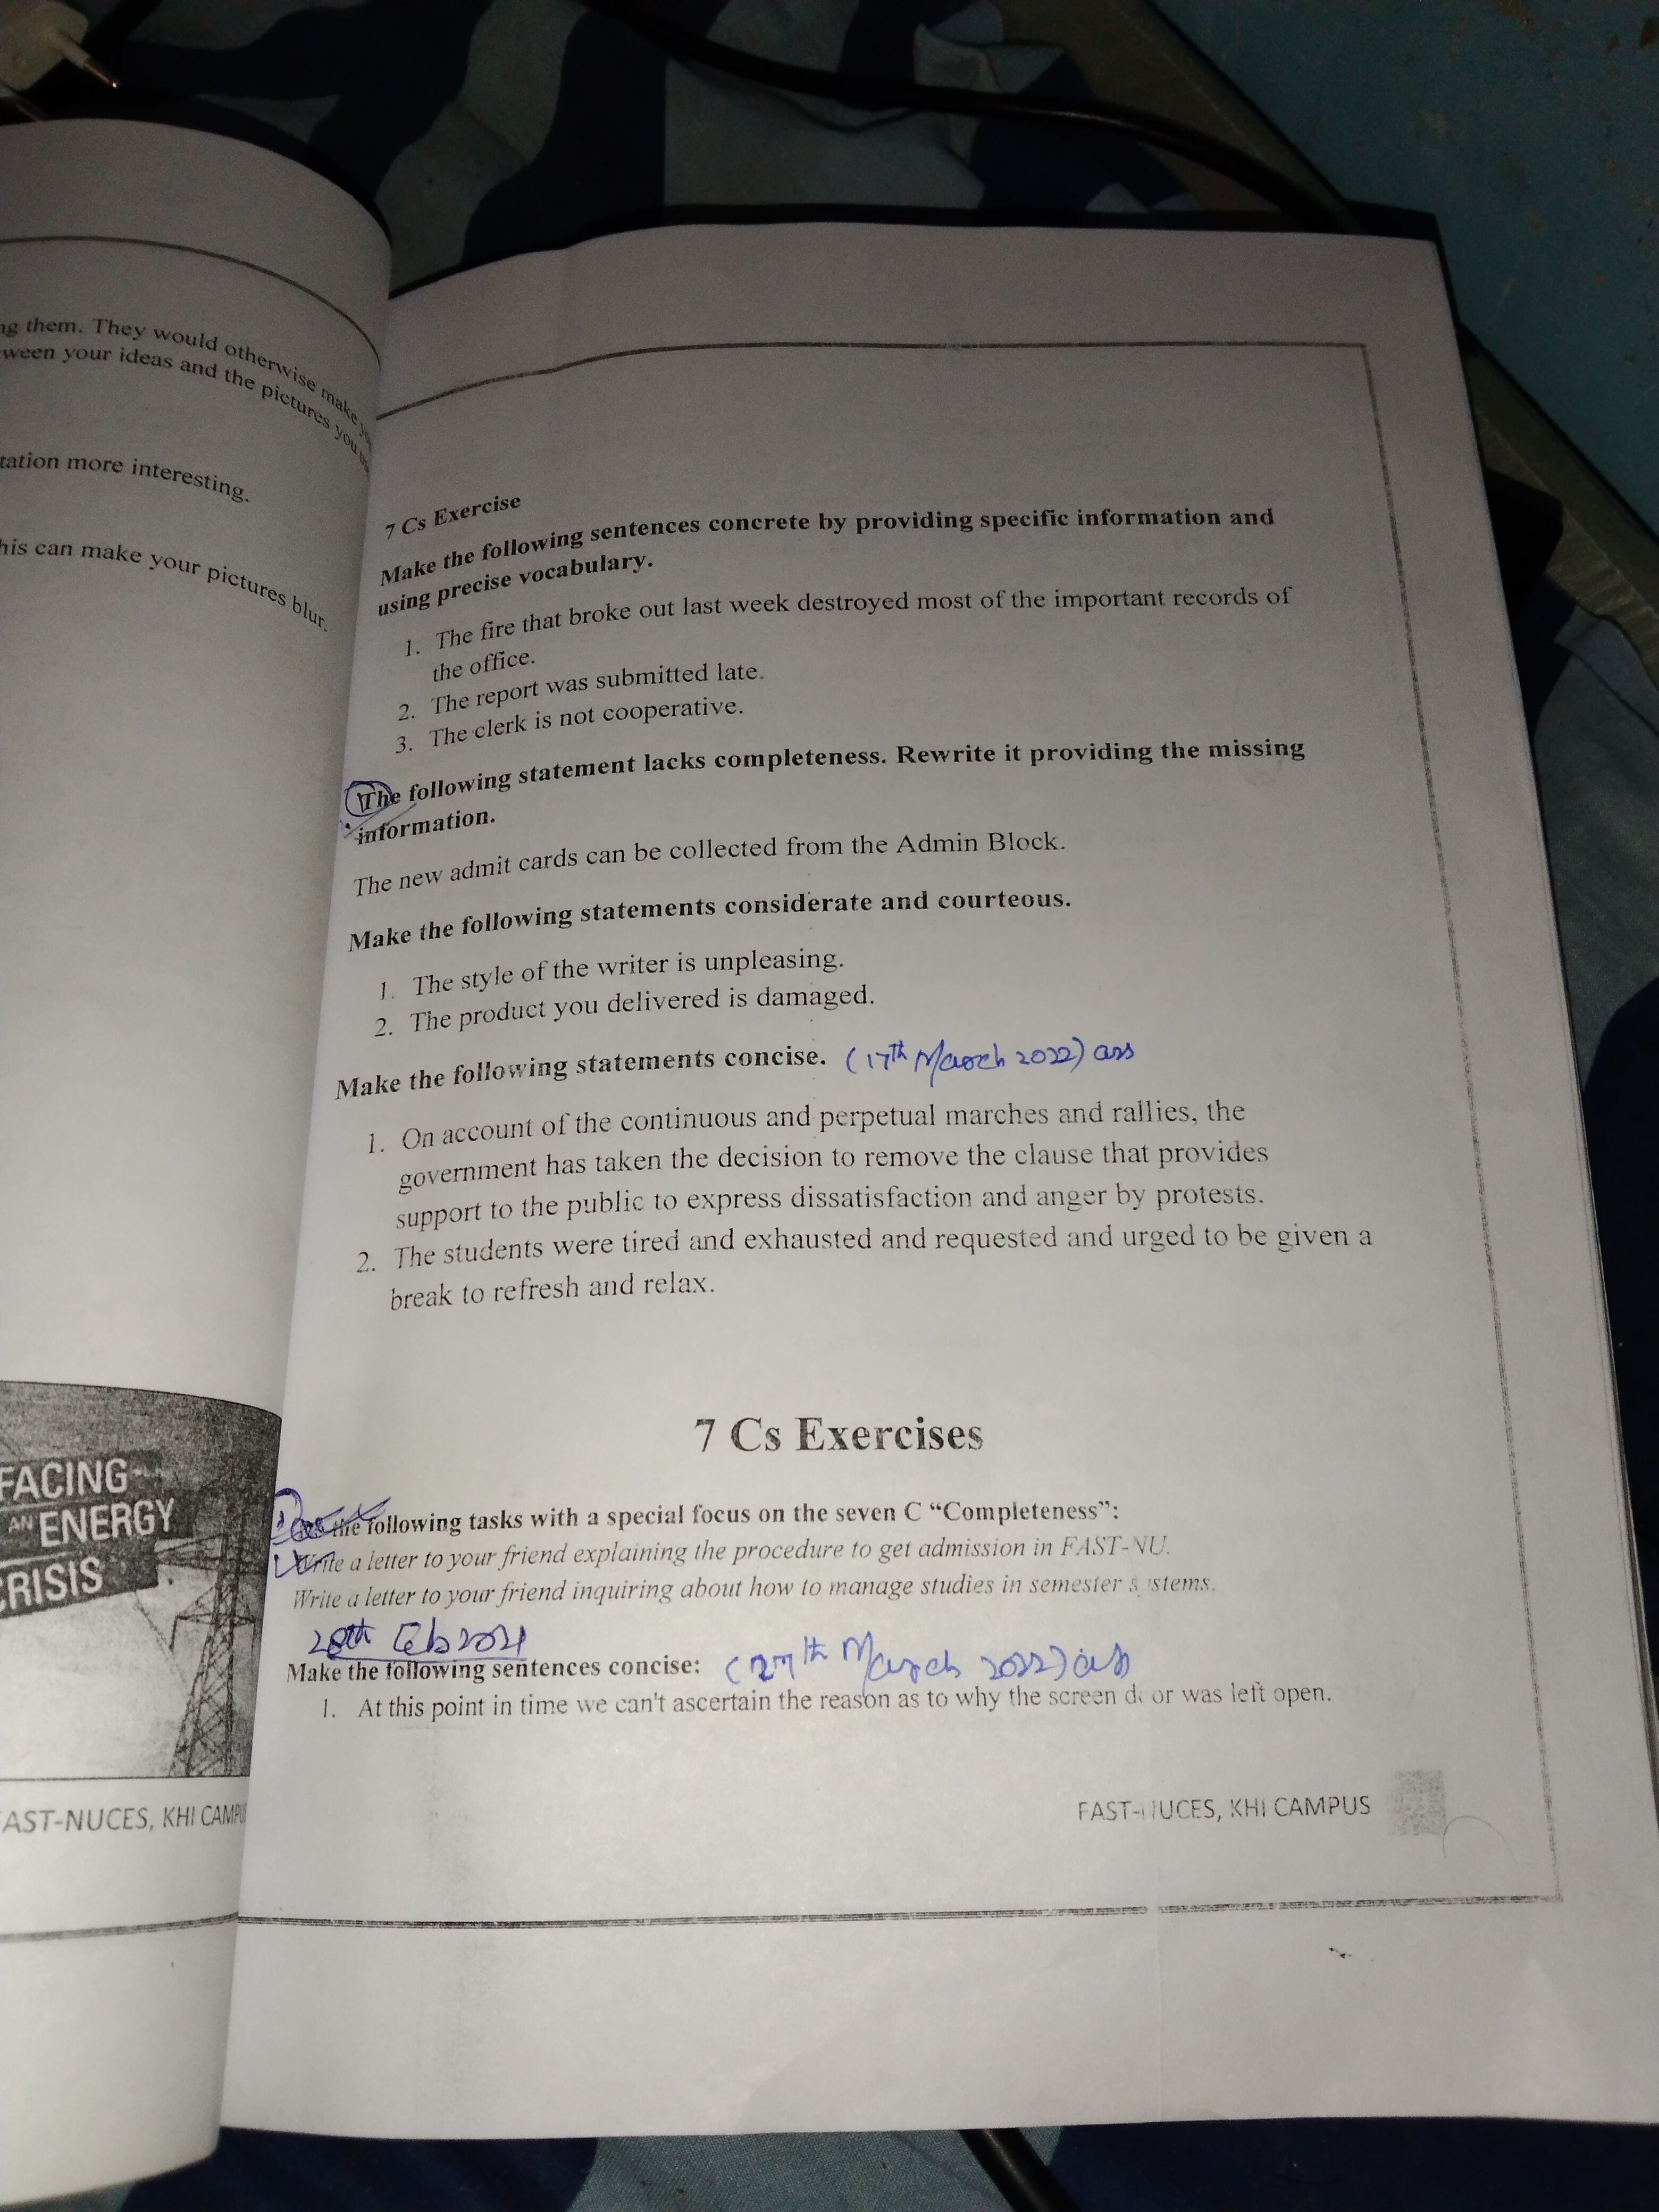 ng them. They would otherwise make
ween your ideas and the pictures you
tation more interesting.
his can make your pictures blur.
FACING
AN ENERGY
CRISIS
FAST-NUCES, KHI CAMPUS
7 Cs Exercise
Make the following sentences concrete by providing specific information and
using precise vocabulary.
1. The fire that broke out last week destroyed most of the important records of
the office.
2. The report was submitted late.
3. The clerk is not cooperative.
The following statement lacks completeness. Rewrite it providing the missing
information.
The new admit cards can be collected from the Admin Block.
Make the following statements considerate and courteous.
1. The style of the writer is unpleasing.
2. The product you delivered is damaged.
Make the following statements concise. (17th March 2022) ass
1. On account of the continuous and perpetual marches and rallies, the
government has taken the decision to remove the clause that provides
support to the public to express dissatisfaction and anger by protests.
2. The students were tired and exhausted and requested and urged to be given a
break to refresh and relax.
7 Cs Exercises
the following tasks with a special focus on the seven C “Completeness”:
Write a letter to your friend explaining the procedure to get admission in FAST-NU.
Write a letter to your friend inquiring about how to manage studies in semester systems.
20th Feb 2021
Make the following sentences concise: (27th March 2022) ass
1. At this point in time we can't ascertain the reason as to why the screen door was left open.
FAST-NUCES, KHI CAMPUS